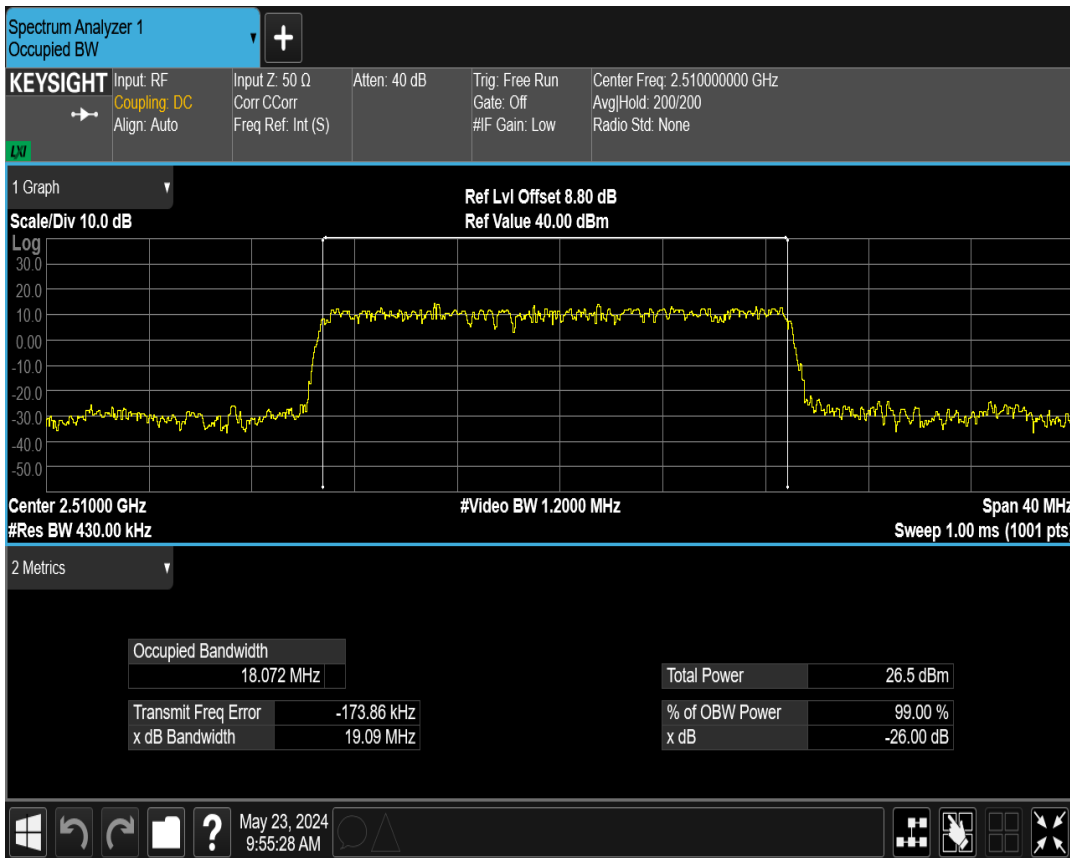 Spectrum Analyzer 1
Occupied BW
+
KEYSIGHT
LXI
Input: RF
Coupling: DC
Align: Auto
Input Z: 50 Ω
Corr CCorr
Freq Ref: Int (S)
Atten: 40 dB
Trig: Free Run
Gate: Off
#IF Gain: Low
Center Freq: 2.510000000 GHz
Avg|Hold: 200/200
Radio Std: None
1 Graph
Scale/Div 10.0 dB
Ref Lvl Offset 8.80 dB
Ref Value 40.00 dBm
Log
30.0
20.0
10.0
0.00
-10.0
-20.0
-30.0
-40.0
-50.0
Center 2.51000 GHz
#Res BW 430.00 kHz
#Video BW 1.2000 MHz
Span 40 MHz
Sweep 1.00 ms (1001 pts)
2 Metrics
Occupied Bandwidth
18.072 MHz
Transmit Freq Error -173.86 kHz
x dB Bandwidth 19.09 MHz
Total Power 26.5 dBm
% of OBW Power 99.00 %
x dB -26.00 dB
?
May 23, 2024
9:55:28 AM